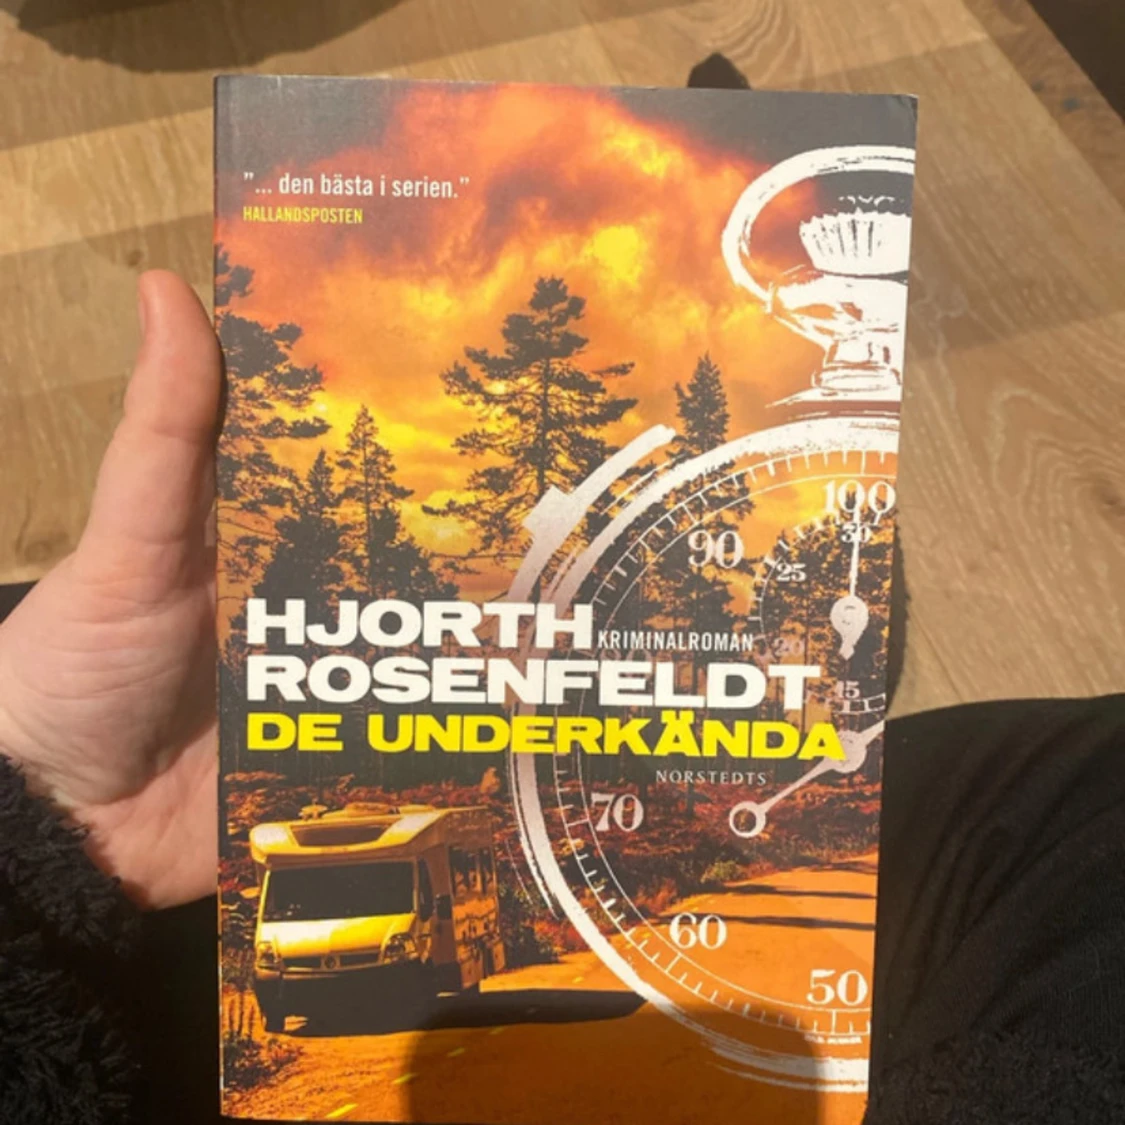 "... den bästa i serien."
HALLANDSPOSTEN
100
30
90
25
HJORTH
KRIMINALROMAN
20
ROSENFELDT
15
DE UNDERKÄNDA
NORSTEDTS
70
60
50